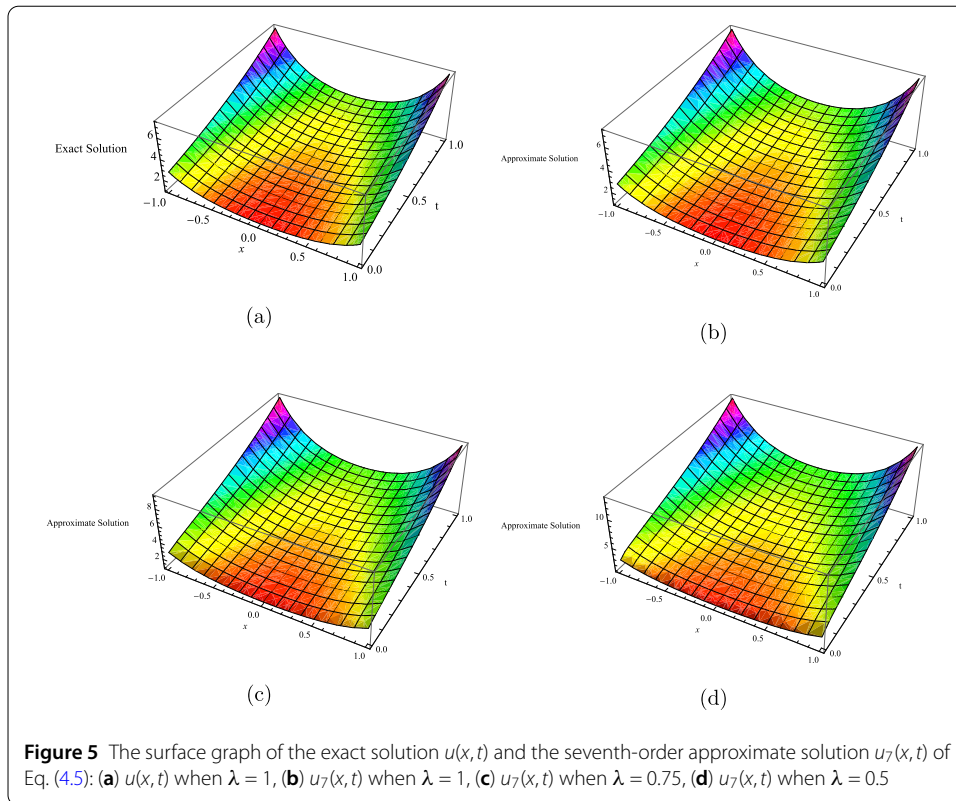 Exact Solution
6
4
2
−1.0
−0.5
0.0
x
0.5
1.0
0.0
0.5
t
1.0
(a)
Approximate Solution
6
4
2
−1.0
−0.5
0.0
x
0.5
1.0
0.0
0.5
t
1.0
(b)
Approximate Solution
8
6
4
2
−1.0
−0.5
0.0
x
0.5
1.0
0.0
0.5
t
1.0
(c)
Approximate Solution
10
5
−1.0
−0.5
0.0
x
0.5
1.0
0.0
0.5
t
1.0
(d)
Figure 5 The surface graph of the exact solution u(x, t) and the seventh-order approximate solution u₇(x, t) of
Eq. (4.5): (a) u(x, t) when λ = 1, (b) u₇(x, t) when λ = 1, (c) u₇(x, t) when λ = 0.75, (d) u₇(x, t) when λ = 0.5